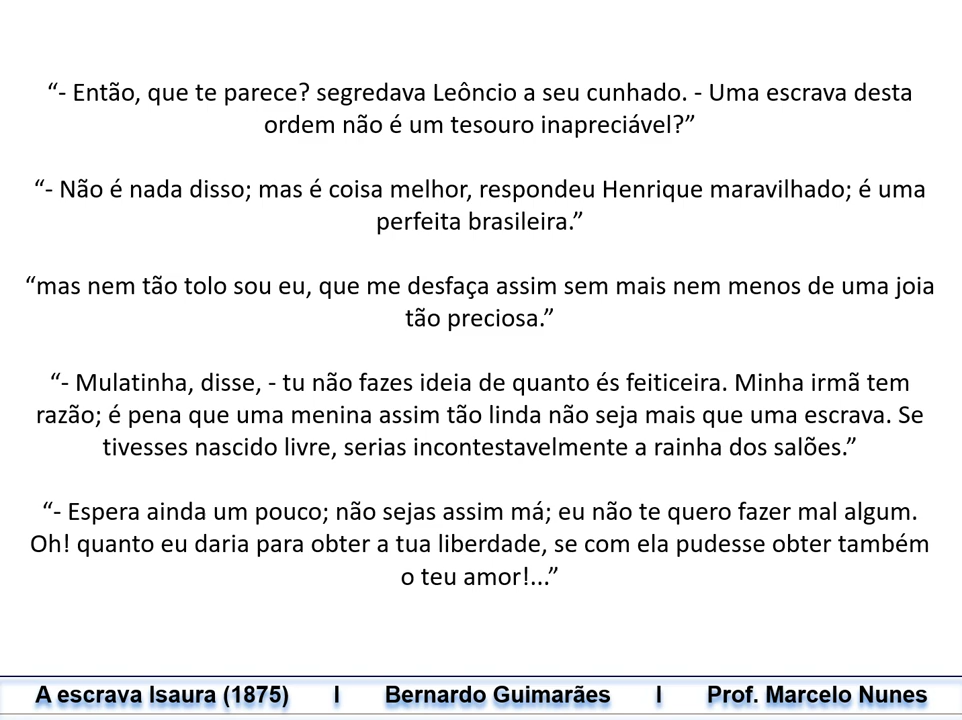 “- Então, que te parece? segredava Leôncio a seu cunhado. - Uma escrava desta
ordem não é um tesouro inapreciável?”
“- Não é nada disso; mas é coisa melhor, respondeu Henrique maravilhado; é uma
perfeita brasileira.”
“mas nem tão tolo sou eu, que me desfaça assim sem mais nem menos de uma joia
tão preciosa.”
“- Mulatinha, disse, - tu não fazes ideia de quanto és feiticeira. Minha irmã tem
razão; é pena que uma menina assim tão linda não seja mais que uma escrava. Se
tivesses nascido livre, serias incontestavelmente a rainha dos salões.”
“- Espera ainda um pouco; não sejas assim má; eu não te quero fazer mal algum.
Oh! quanto eu daria para obter a tua liberdade, se com ela pudesse obter também
o teu amor!...”
A escrava Isaura (1875) I Bernardo Guimarães I Prof. Marcelo Nunes